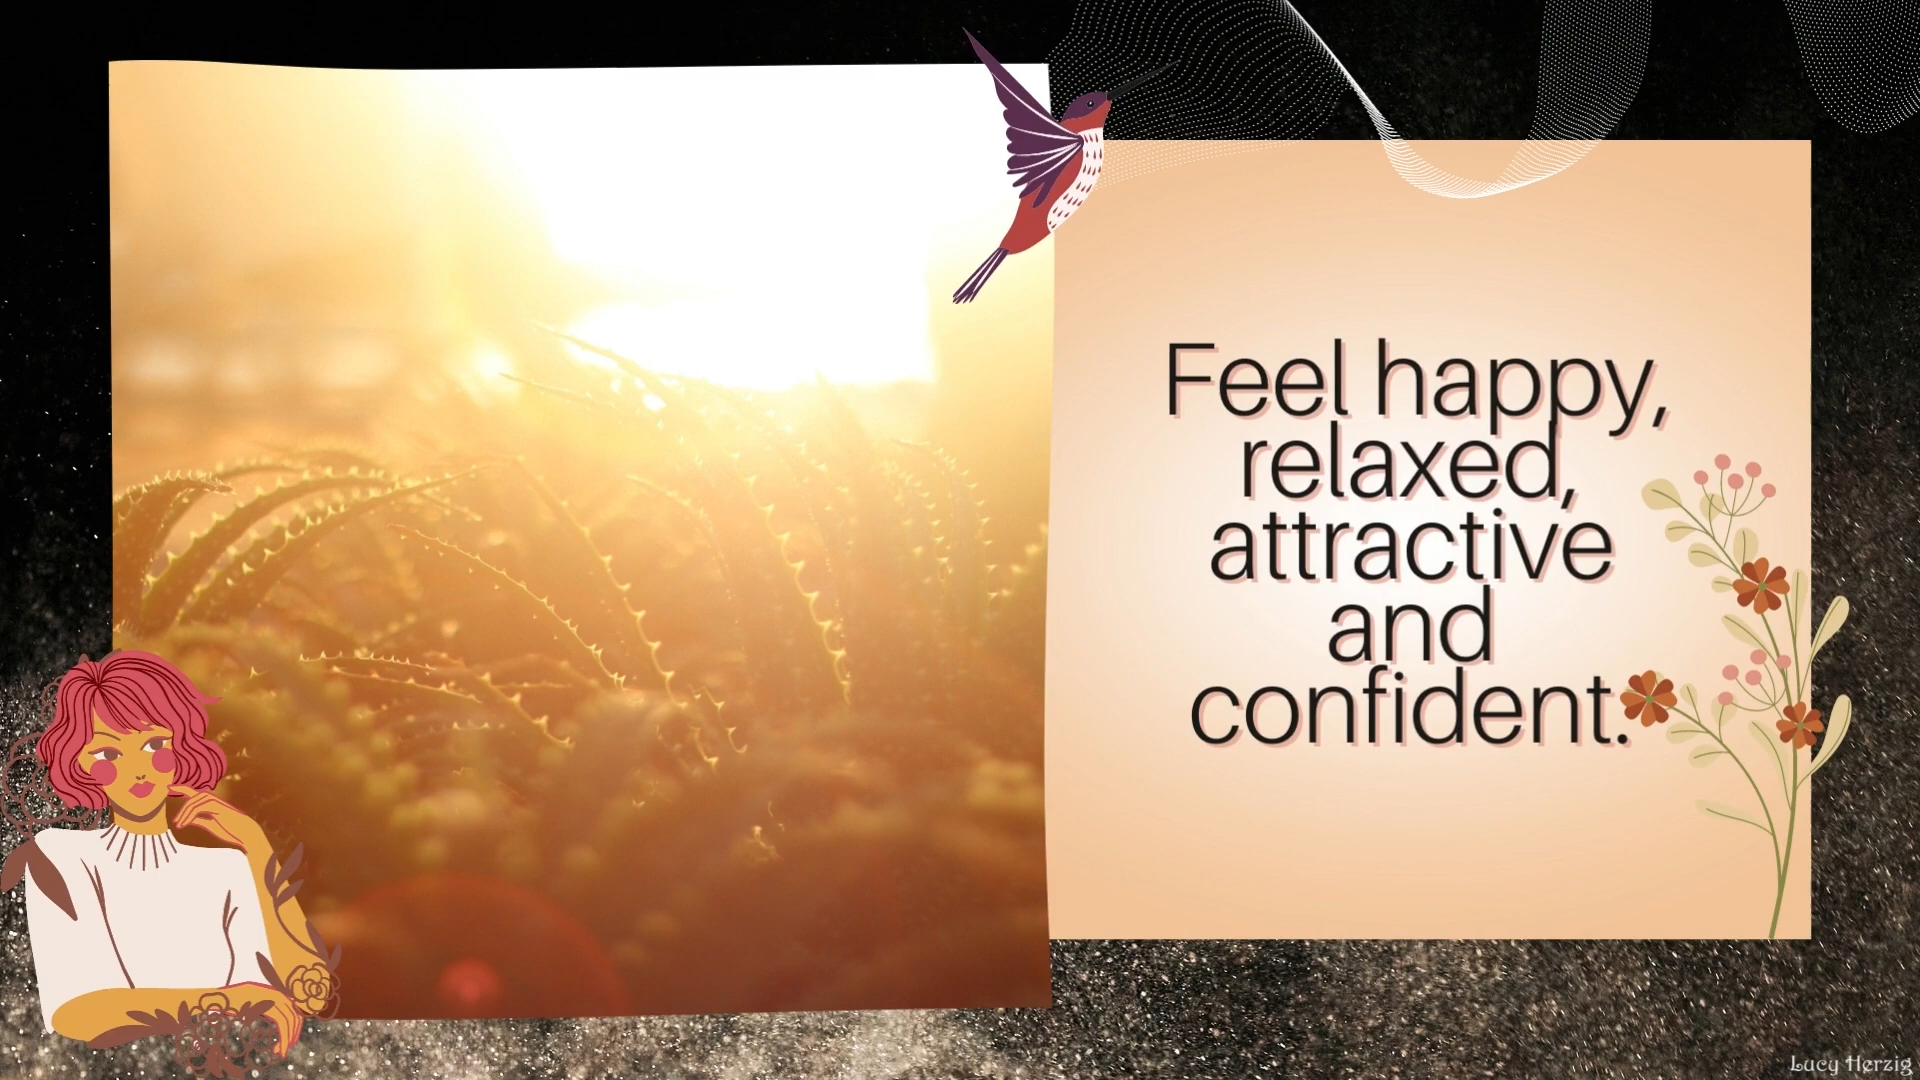 Feel happy,
relaxed,
attractive
and
confident.
Lucy Herzig